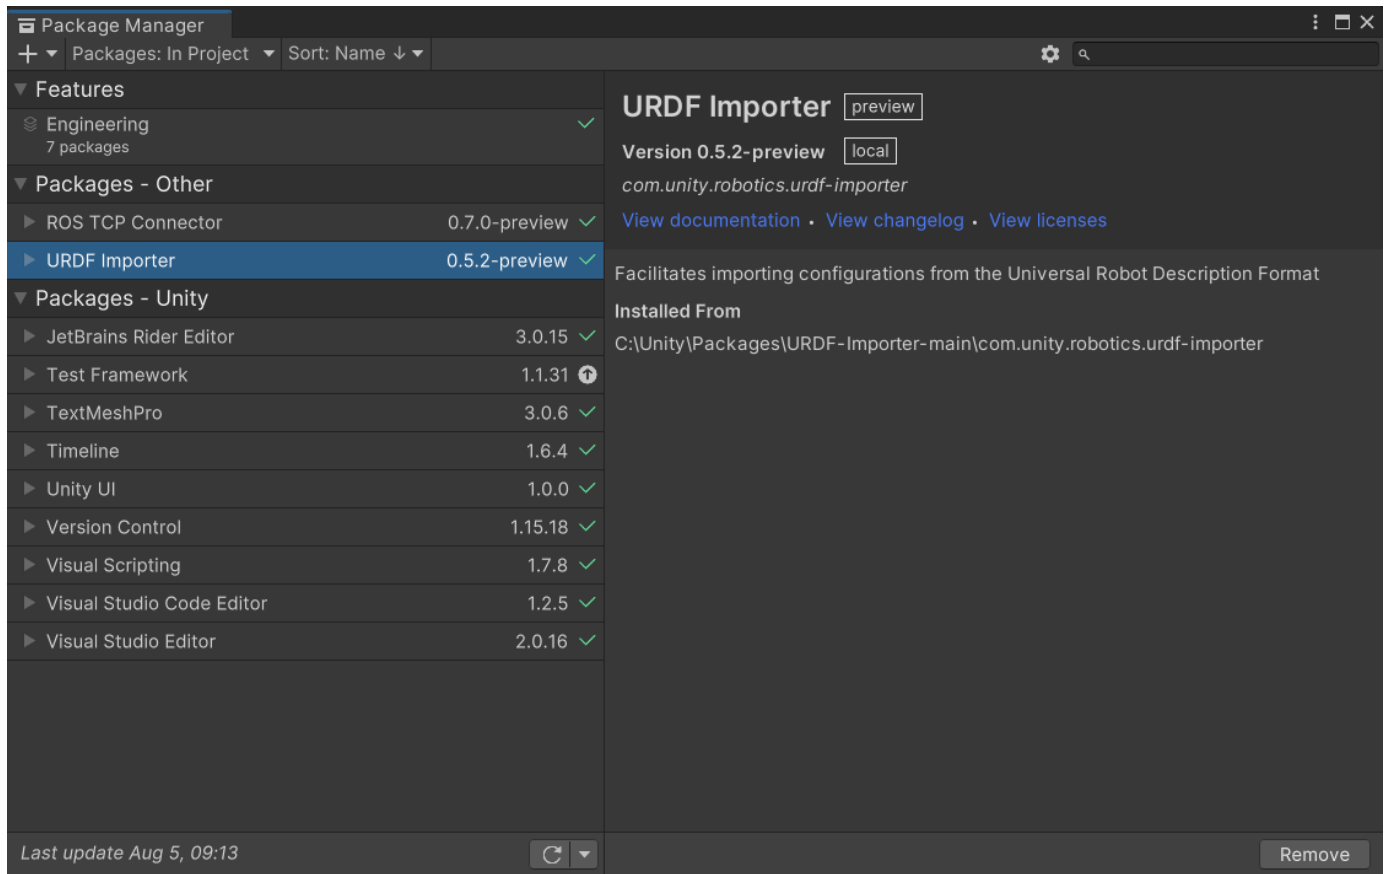 Package Manager
Packages: In Project Sort: Name ↓
Features
Engineering
7 packages
Packages - Other
ROS TCP Connector 0.7.0-preview
URDF Importer 0.5.2-preview
Packages - Unity
JetBrains Rider Editor 3.0.15
Test Framework 1.1.31
TextMeshPro 3.0.6
Timeline 1.6.4
Unity UI 1.0.0
Version Control 1.15.18
Visual Scripting 1.7.8
Visual Studio Code Editor 1.2.5
Visual Studio Editor 2.0.16
Last update Aug 5, 09:13
URDF Importer preview
Version 0.5.2-preview local
com.unity.robotics.urdf-importer
View documentation • View changelog • View licenses
Facilitates importing configurations from the Universal Robot Description Format
Installed From
C:\Unity\Packages\URDF-Importer-main\com.unity.robotics.urdf-importer
Remove